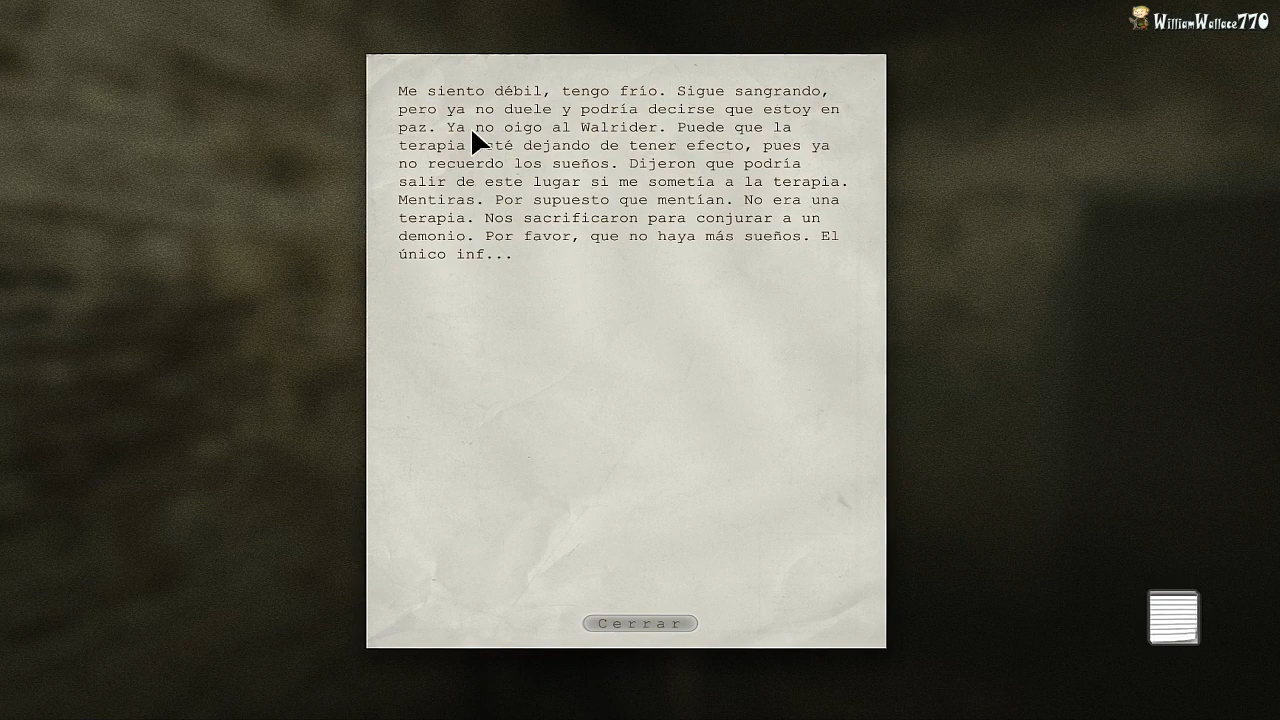 WilliamWallace770
Me siento débil, tengo frío. Sigue sangrando,
pero ya no duele y podría decirse que estoy en
paz. Ya no oigo al Walrider. Puede que la
terapia esté dejando de tener efecto, pues ya
no recuerdo los sueños. Dijeron que podría
salir de este lugar si me sometía a la terapia.
Mentiras. Por supuesto que mentían. No era una
terapia. Nos sacrificaron para conjurar a un
demonio. Por favor, que no haya más sueños. El
único inf...
Cerrar